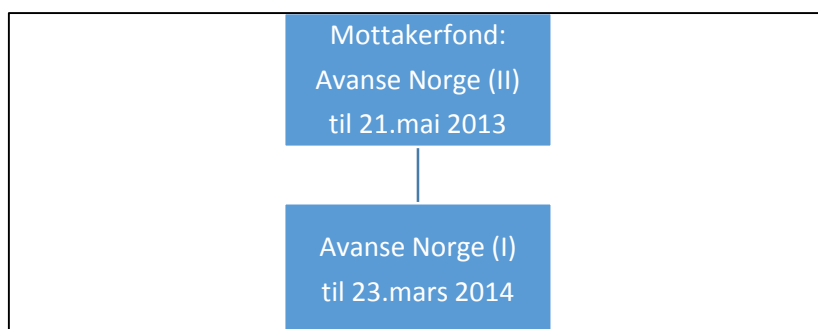 Mottakerfond:
Avanse Norge (II)
til 21.mai 2013
Avanse Norge (I)
til 23.mars 2014